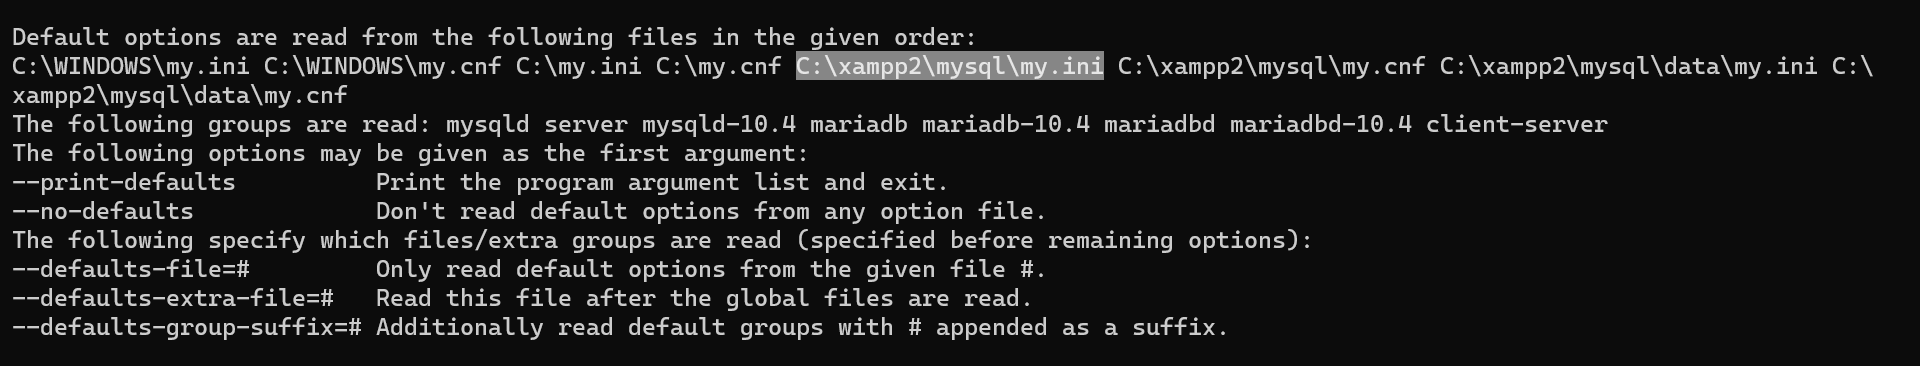 Default options are read from the following files in the given order:
C:\WINDOWS\my.ini C:\WINDOWS\my.cnf C:\my.ini C:\my.cnf C:\xampp2\mysql\my.ini C:\xampp2\mysql\my.cnf C:\xampp2\mysql\data\my.ini C:\
xampp2\mysql\data\my.cnf
The following groups are read: mysqld server mysqld-10.4 mariadb mariadb-10.4 mariadbd mariadbd-10.4 client-server
The following options may be given as the first argument:
--print-defaults          Print the program argument list and exit.
--no-defaults             Don't read default options from any option file.
The following specify which files/extra groups are read (specified before remaining options):
--defaults-file=#         Only read default options from the given file #.
--defaults-extra-file=#   Read this file after the global files are read.
--defaults-group-suffix=# Additionally read default groups with # appended as a suffix.